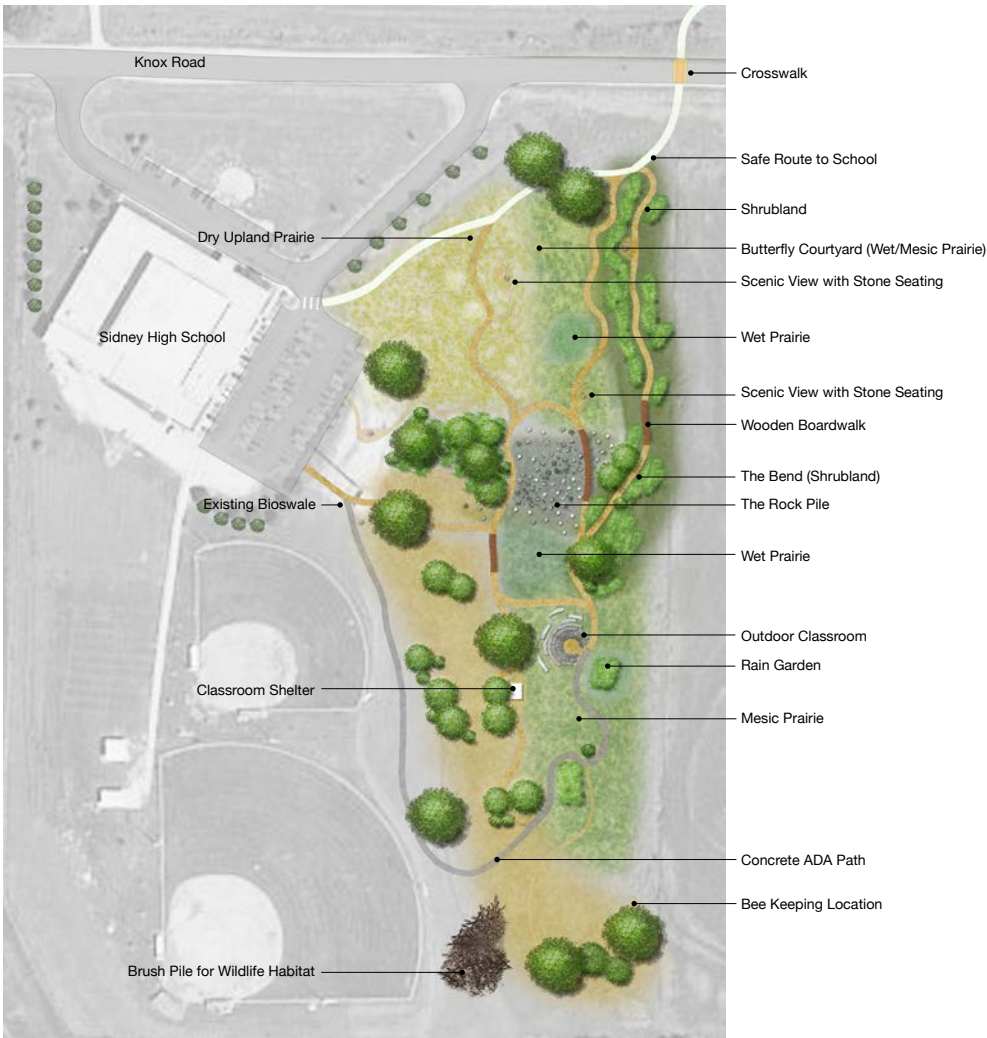 Knox Road
Crosswalk
Safe Route to School
Shrubland
Dry Upland Prairie
Butterfly Courtyard (Wet/Mesic Prairie)
Scenic View with Stone Seating
Sidney High School
Wet Prairie
Scenic View with Stone Seating
Wooden Boardwalk
The Bend (Shrubland)
Existing Bioswale
The Rock Pile
Wet Prairie
Outdoor Classroom
Rain Garden
Classroom Shelter
Mesic Prairie
Concrete ADA Path
Bee Keeping Location
Brush Pile for Wildlife Habitat